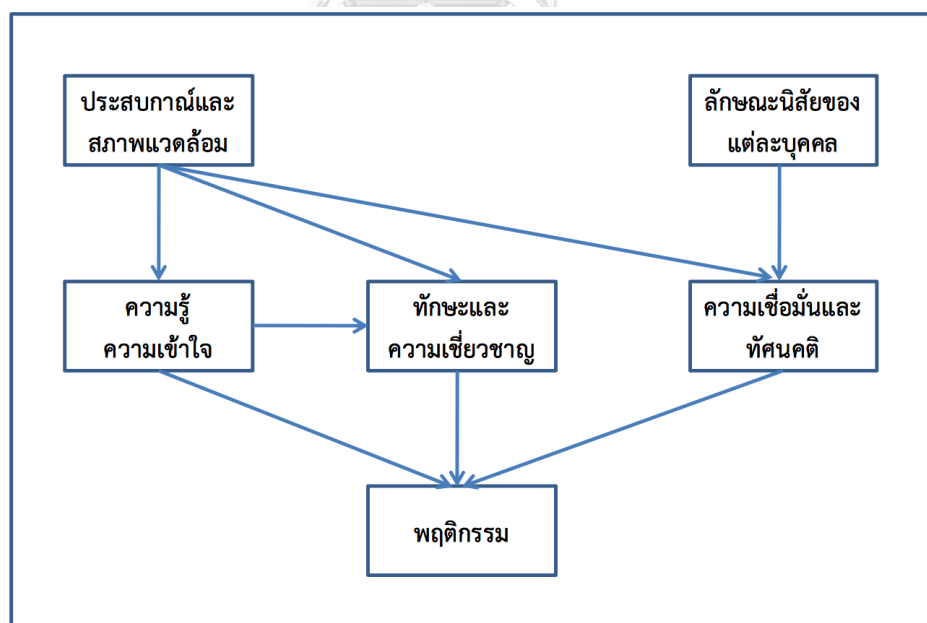 ประสบกาณ์และ
สภาพแวดล้อม
ลักษณะนิสัยของ
แต่ละบุคคล
ความรู้
ความเข้าใจ
ทักษะและ
ความเชี่ยวชาญ
ความเชื่อมั่นและ
ทัศนคติ
พฤติกรรม